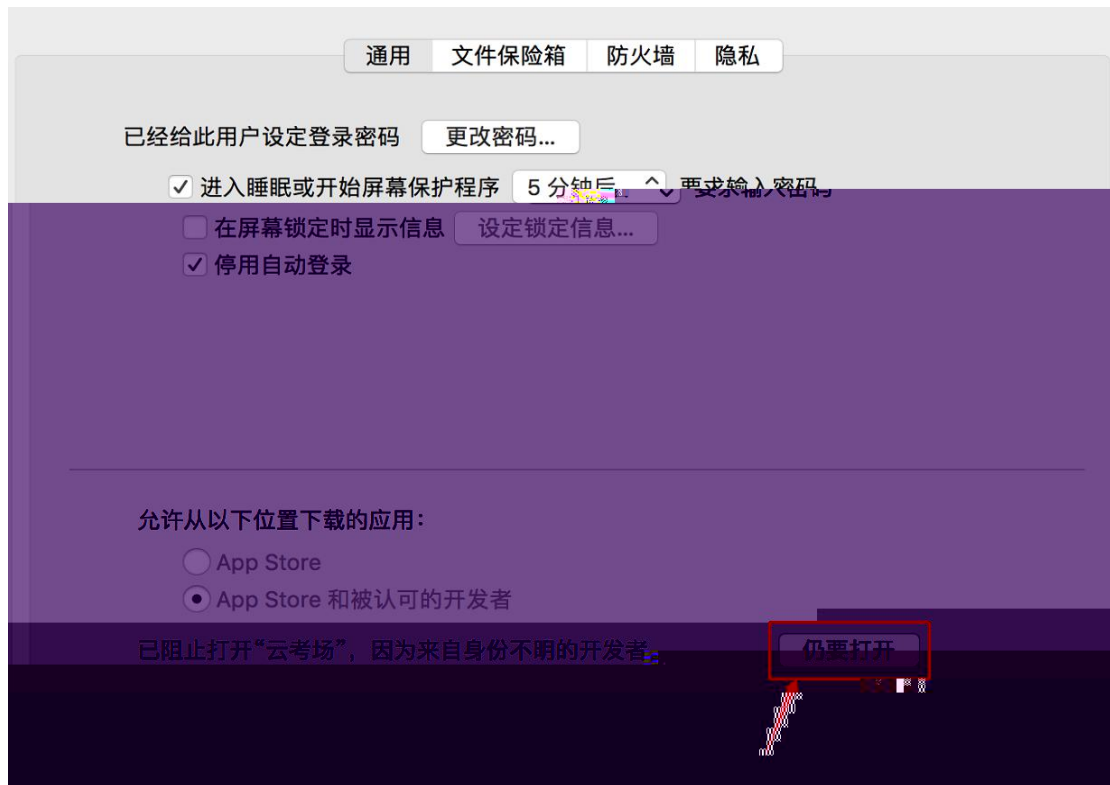 通用 文件保险箱 防火墙 隐私
已经给此用户设定登录密码 更改密码...
进入睡眠或开始屏幕保护程序 5 分钟后 要求输入密码
在屏幕锁定时显示信息 设定锁定信息...
停用自动登录
允许从以下位置下载的应用：
App Store
App Store 和被认可的开发者
已阻止打开“云考场”，因为来自身份不明的开发者。 仍要打开